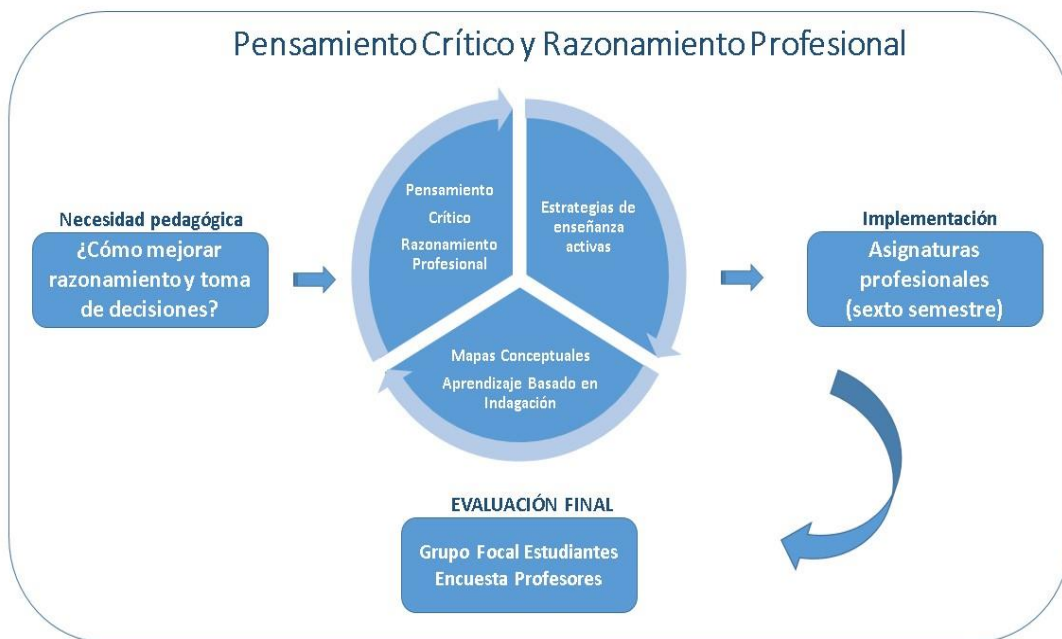 Pensamiento Crítico y Razonamiento Profesional
Necesidad pedagógica
¿Cómo mejorar
razonamiento y toma
de decisiones?
Pensamiento
Crítico
Razonamiento
Profesional
Estrategias de
enseñanza
activas
Mapas Conceptuales
Aprendizaje Basado en
Indagación
Implementación
Asignaturas
profesionales
(sexto semestre)
EVALUACIÓN FINAL
Grupo Focal Estudiantes
Encuesta Profesores